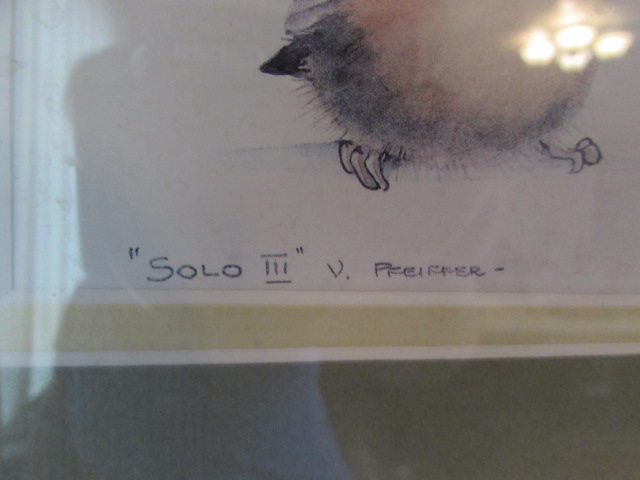 "SOLO III" V. PFEIFFER-